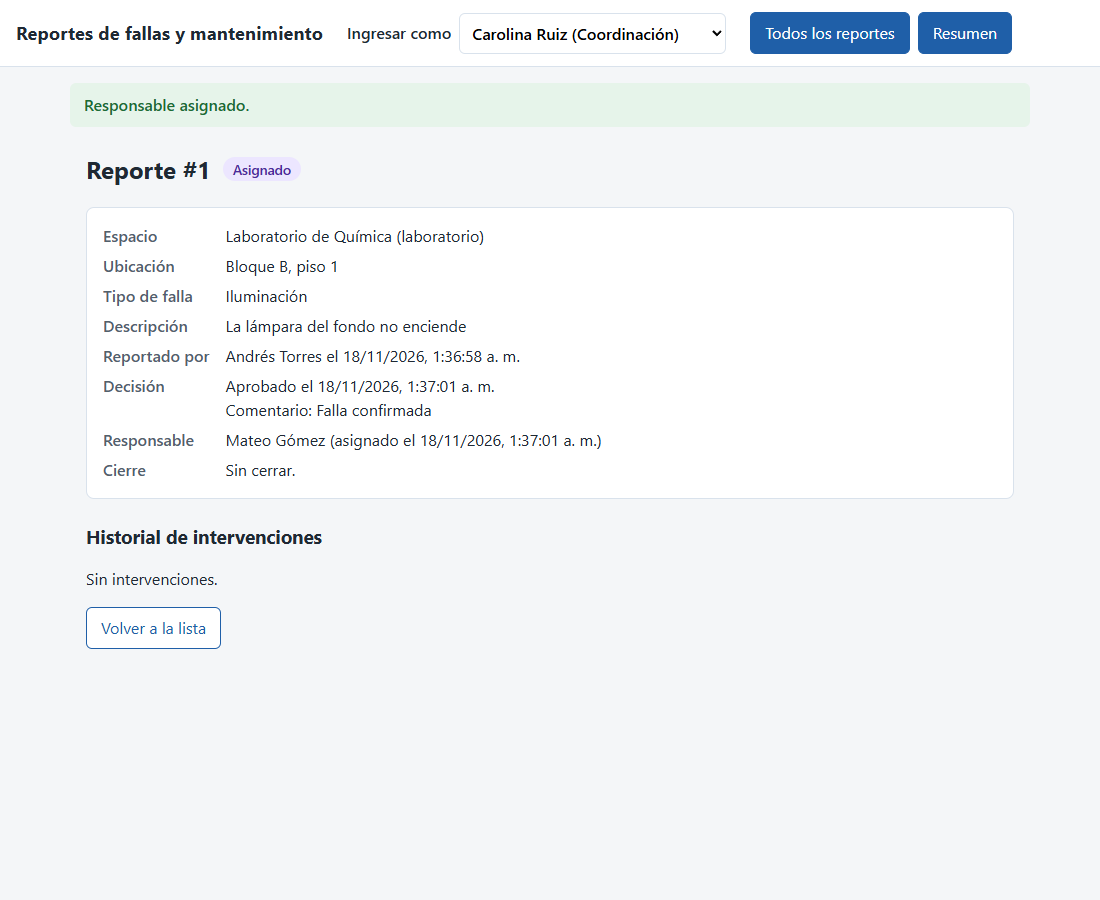 Reportes de fallas y mantenimiento
Ingresar como
Carolina Ruiz (Coordinación)
Todos los reportes
Resumen
Responsable asignado.
Reporte #1
Asignado
Espacio
Laboratorio de Química (laboratorio)
Ubicación
Bloque B, piso 1
Tipo de falla
Iluminación
Descripción
La lámpara del fondo no enciende
Reportado por
Andrés Torres el 18/11/2026, 1:36:58 a. m.
Decisión
Aprobado el 18/11/2026, 1:37:01 a. m.
Comentario: Falla confirmada
Responsable
Mateo Gómez (asignado el 18/11/2026, 1:37:01 a. m.)
Cierre
Sin cerrar.
Historial de intervenciones
Sin intervenciones.
Volver a la lista